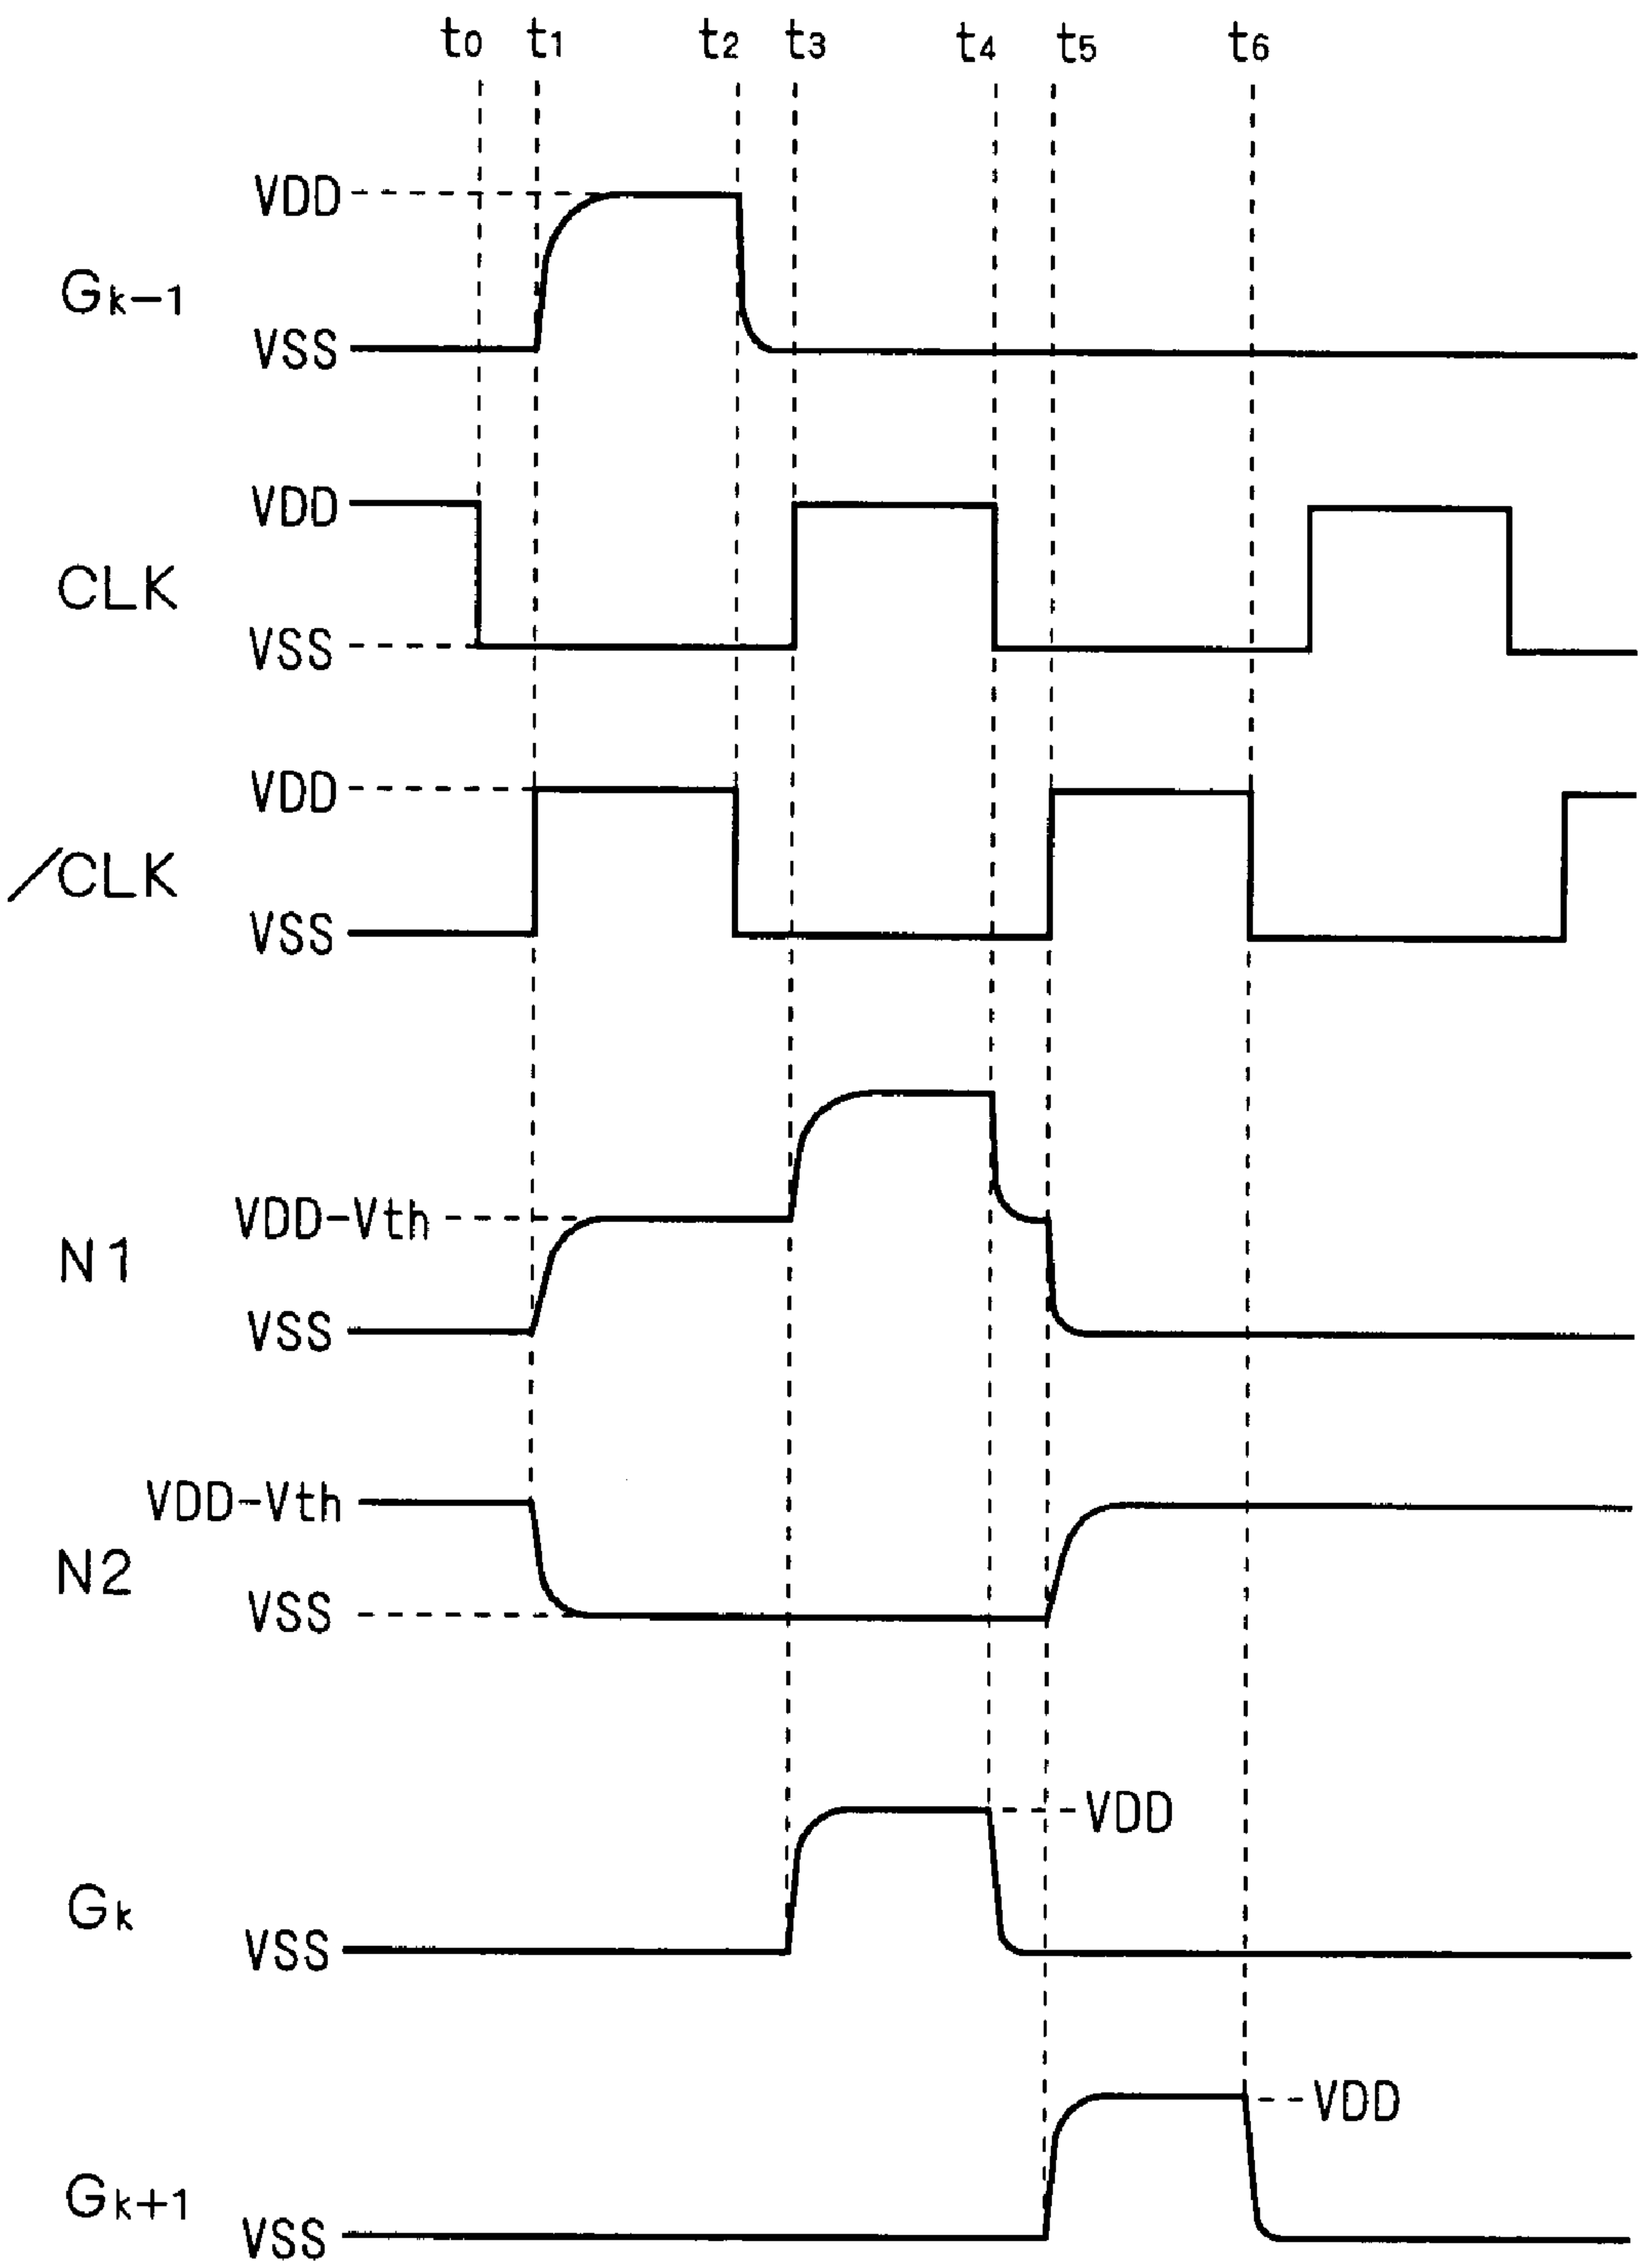 t0 t1 t2 t3 t4 t5 t6
VDD
Gk-1
VSS
VDD
CLK
VSS
VDD
/CLK
VSS
VDD-Vth
N1
VSS
VDD-Vth
N2
VSS
VDD
Gk
VSS
VDD
Gk+1
VSS